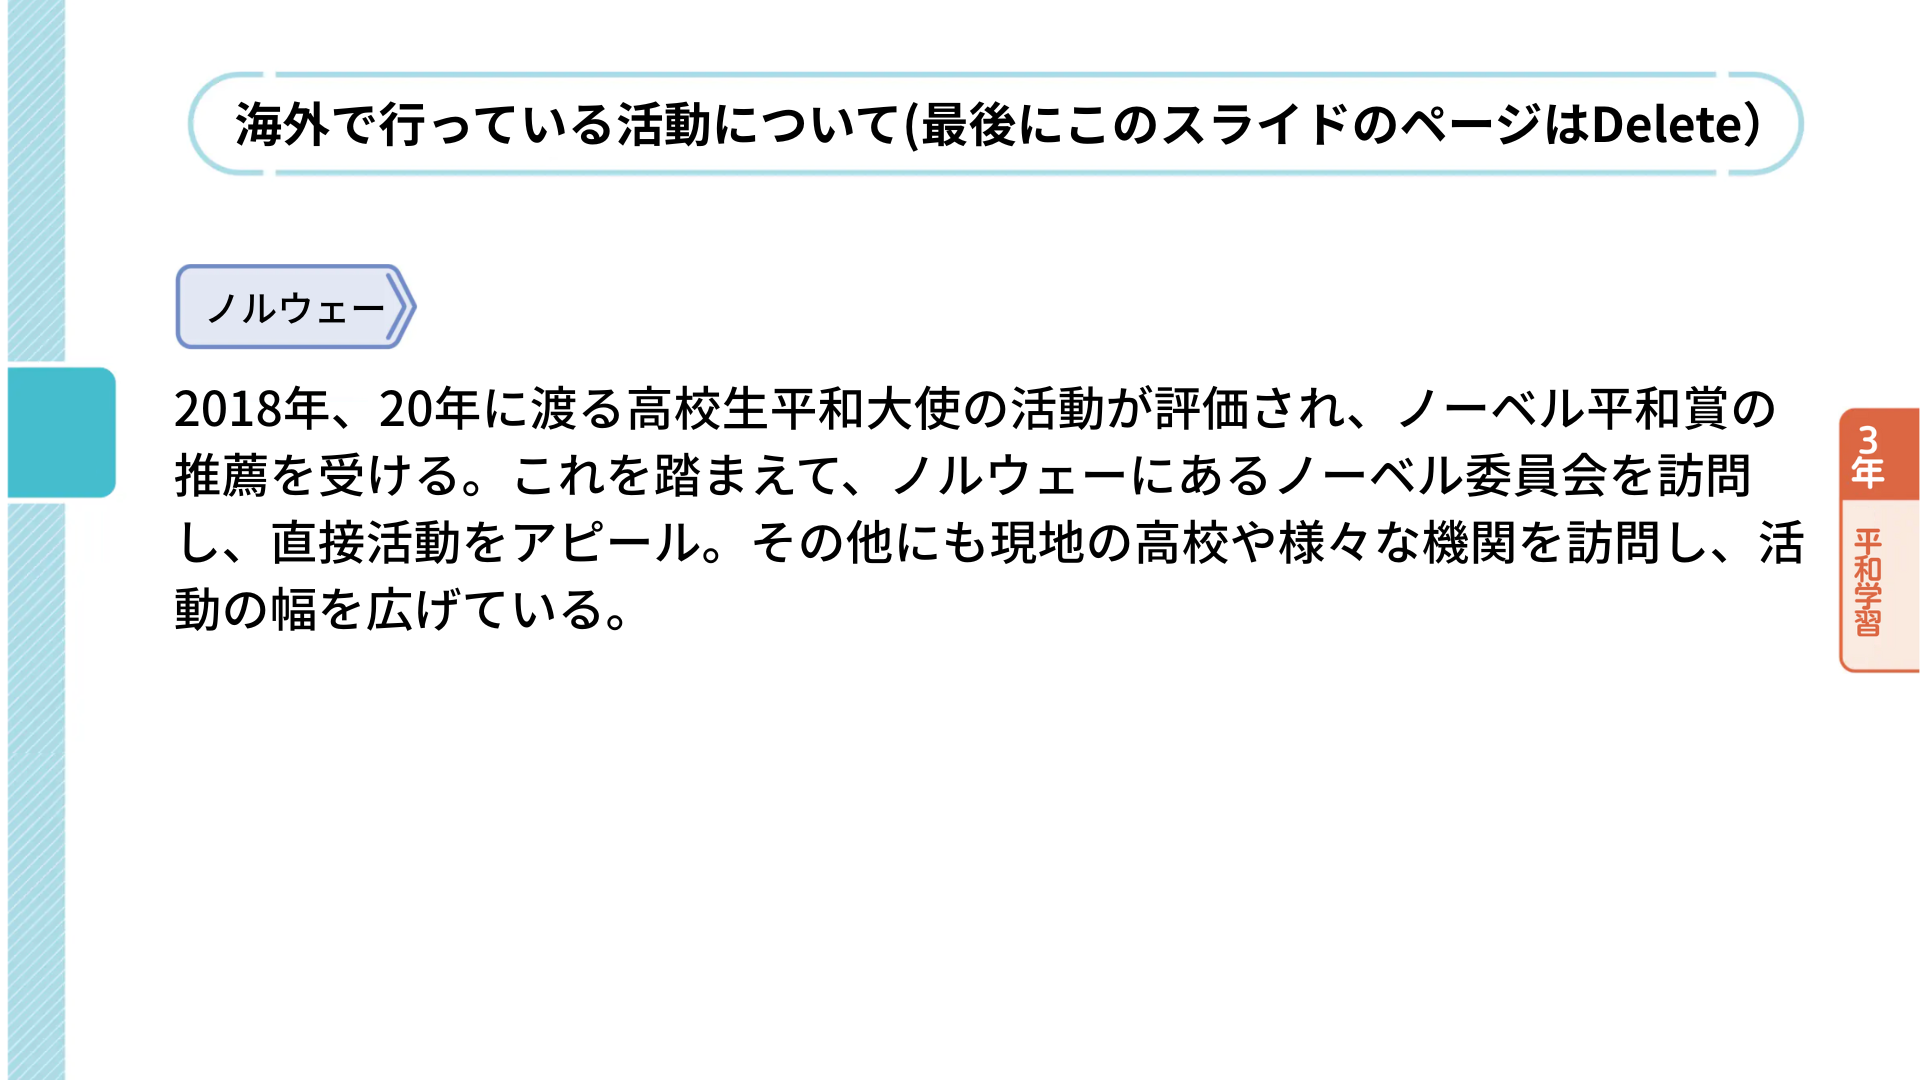 海外で行っている活動について(最後にこのスライドのページはDelete）
ノルウェー
2018年、20年に渡る高校生平和大使の活動が評価され、ノーベル平和賞の
推薦を受ける。これを踏まえて、ノルウェーにあるノーベル委員会を訪問
し、直接活動をアピール。その他にも現地の高校や様々な機関を訪問し、活
動の幅を広げている。
3年
平和学習